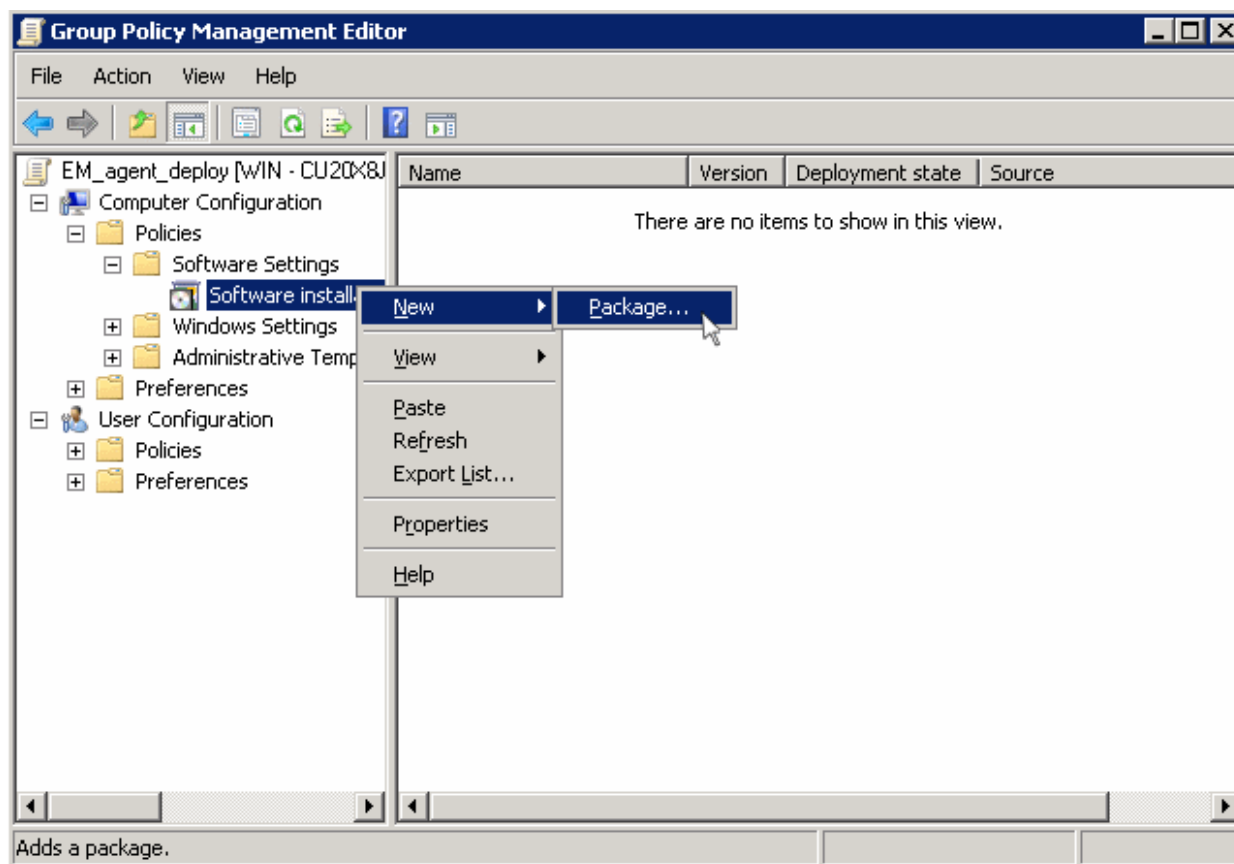 Group Policy Management Editor
File Action View Help
EM_agent_deploy [WIN - CU20X8J
Computer Configuration
Policies
Software Settings
Software install
Windows Settings
Administrative Temp
Preferences
User Configuration
Policies
Preferences
Name Version Deployment state Source
There are no items to show in this view.
New
View
Paste
Refresh
Export List...
Properties
Help
Package...
Adds a package.